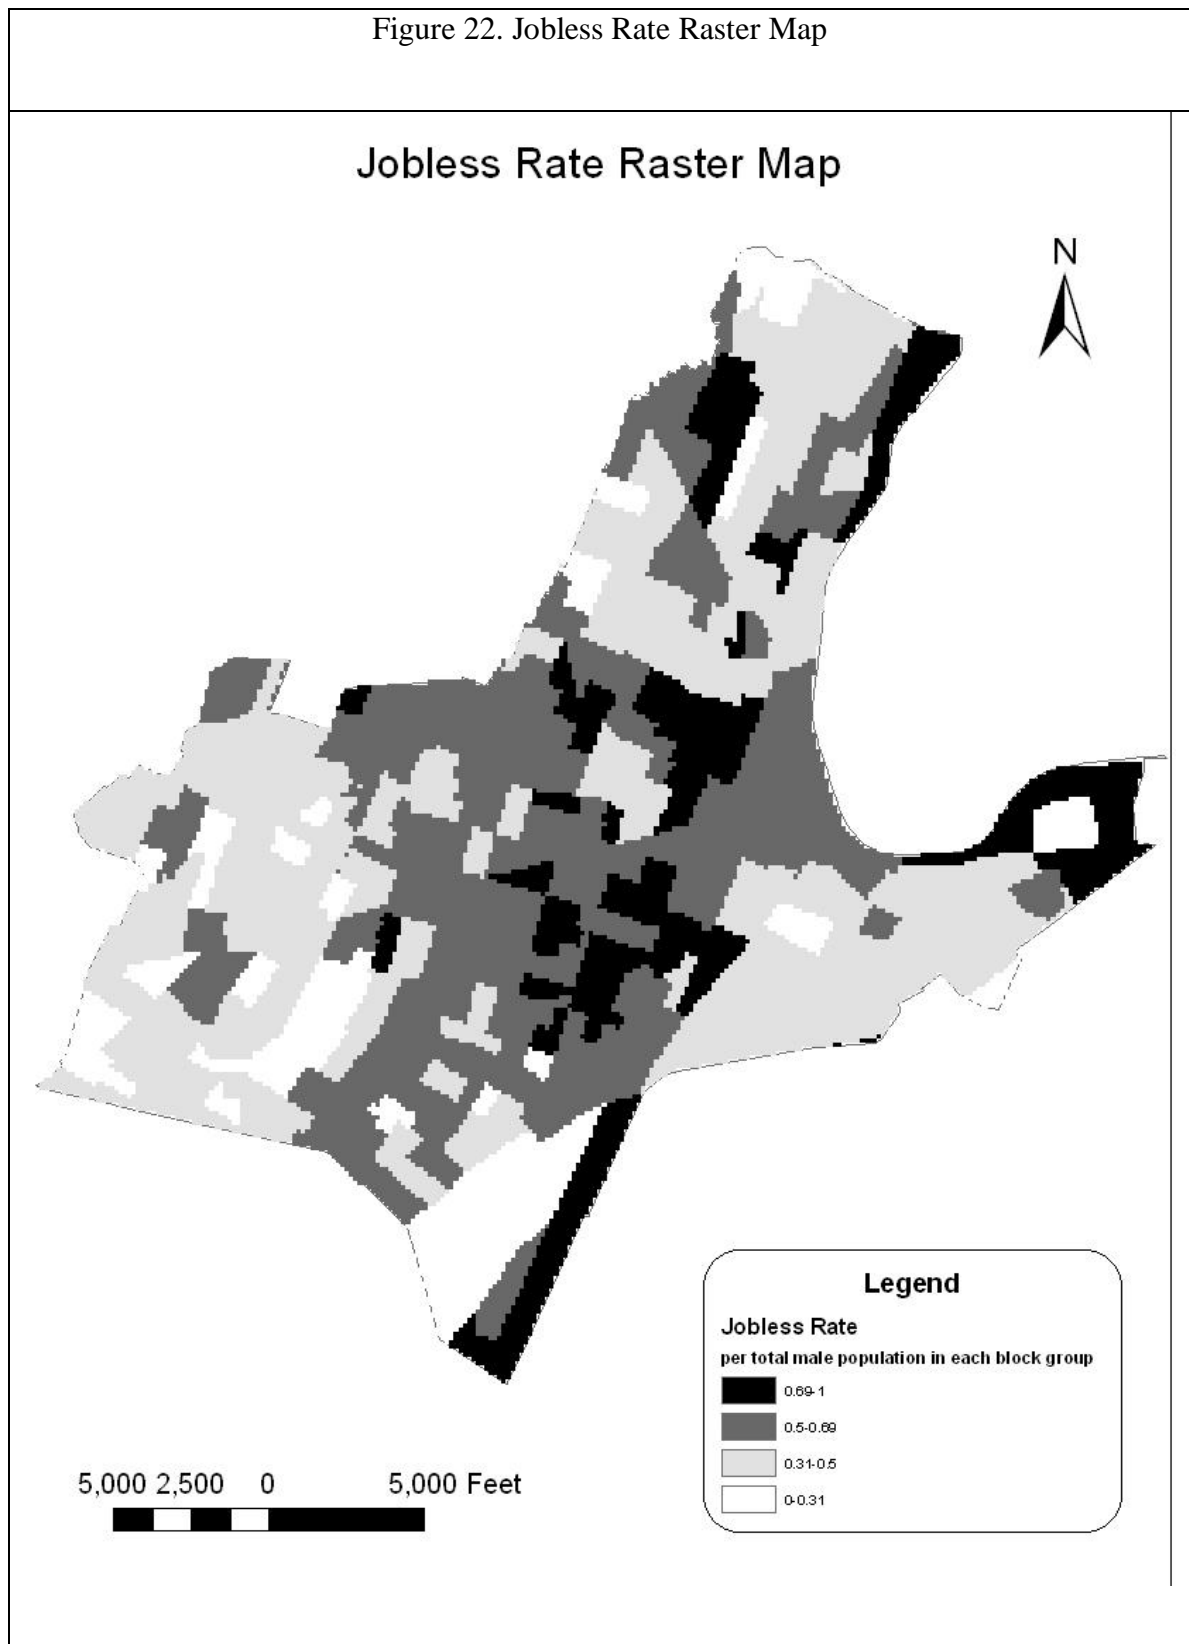 Figure 22. Jobless Rate Raster Map
Jobless Rate Raster Map
N
Legend
Jobless Rate
per total male population in each block group
0.69-1
0.5-0.69
0.31-0.5
0-0.31
5,000 2,500 0 5,000 Feet